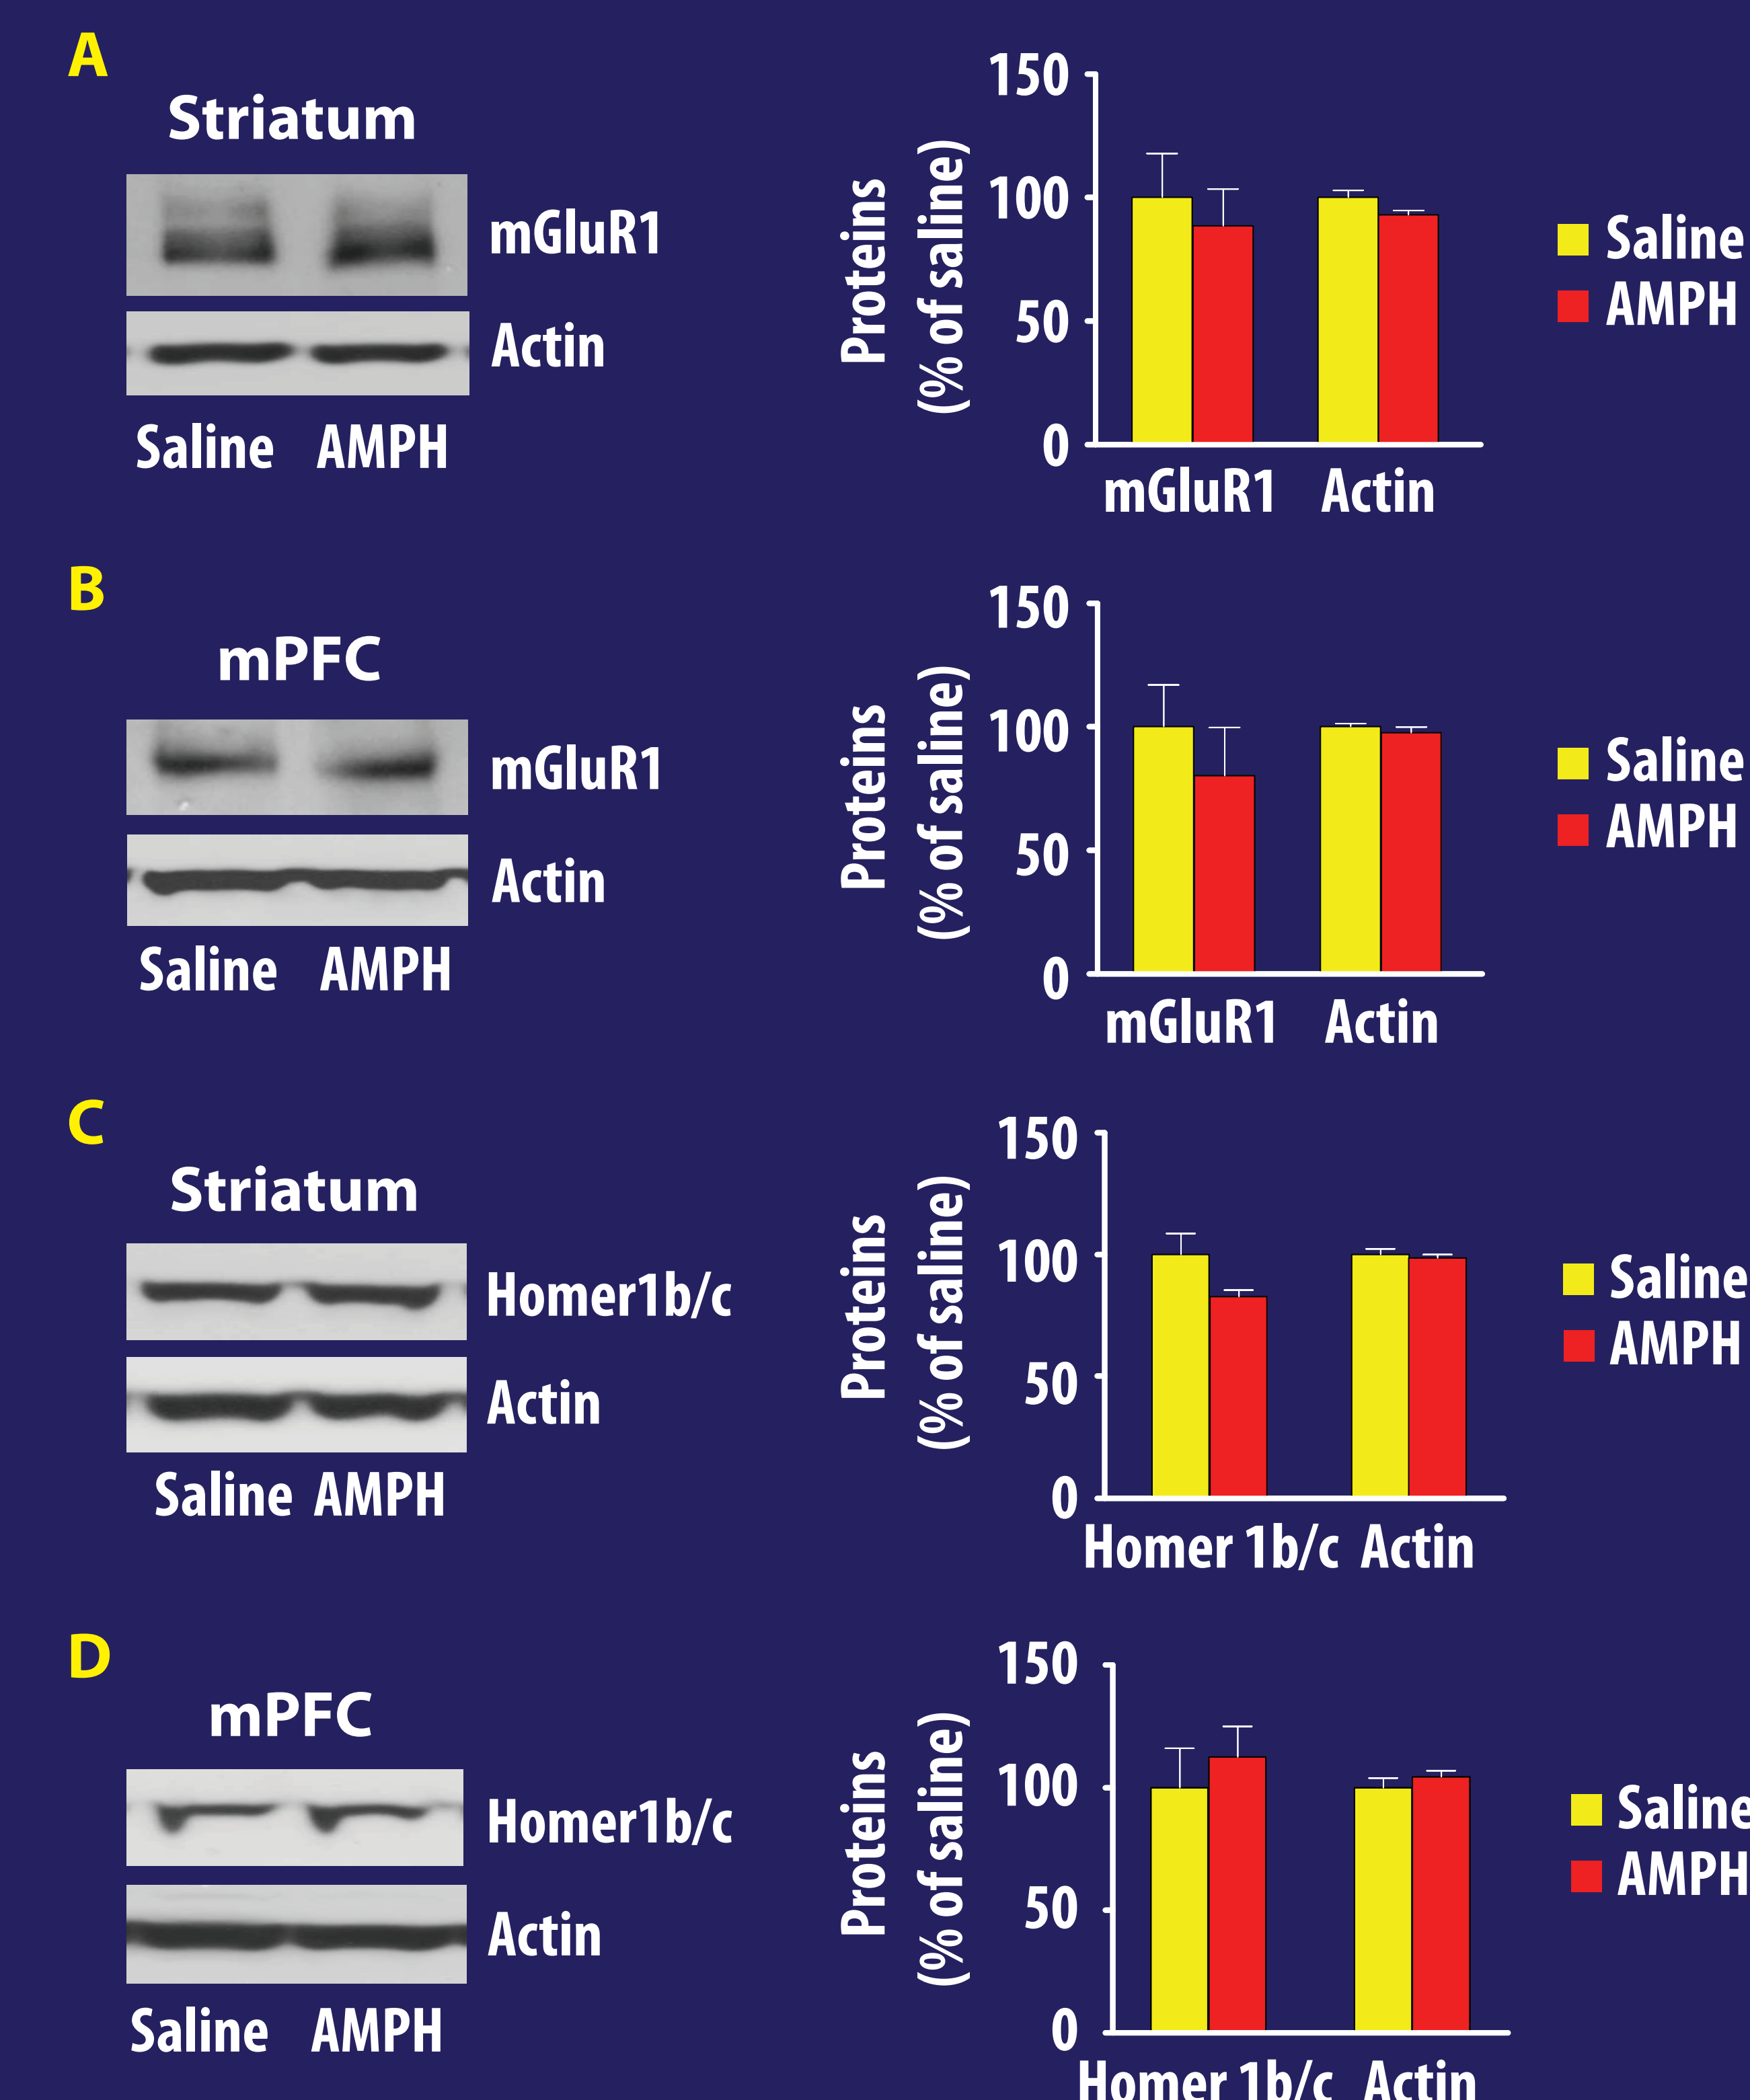 A
Striatum
mGluR1
Actin
Saline AMPH
Proteins
(% of saline)
150
100
50
0
mGluR1 Actin
Saline
AMPH
B
mPFC
mGluR1
Actin
Saline AMPH
Proteins
(% of saline)
150
100
50
0
mGluR1 Actin
Saline
AMPH
C
Striatum
Homer1b/c
Actin
Saline AMPH
Proteins
(% of saline)
150
100
50
0
Homer 1b/c Actin
Saline
AMPH
D
mPFC
Homer1b/c
Actin
Saline AMPH
Proteins
(% of saline)
150
100
50
0
Homer 1b/c Actin
Saline
AMPH